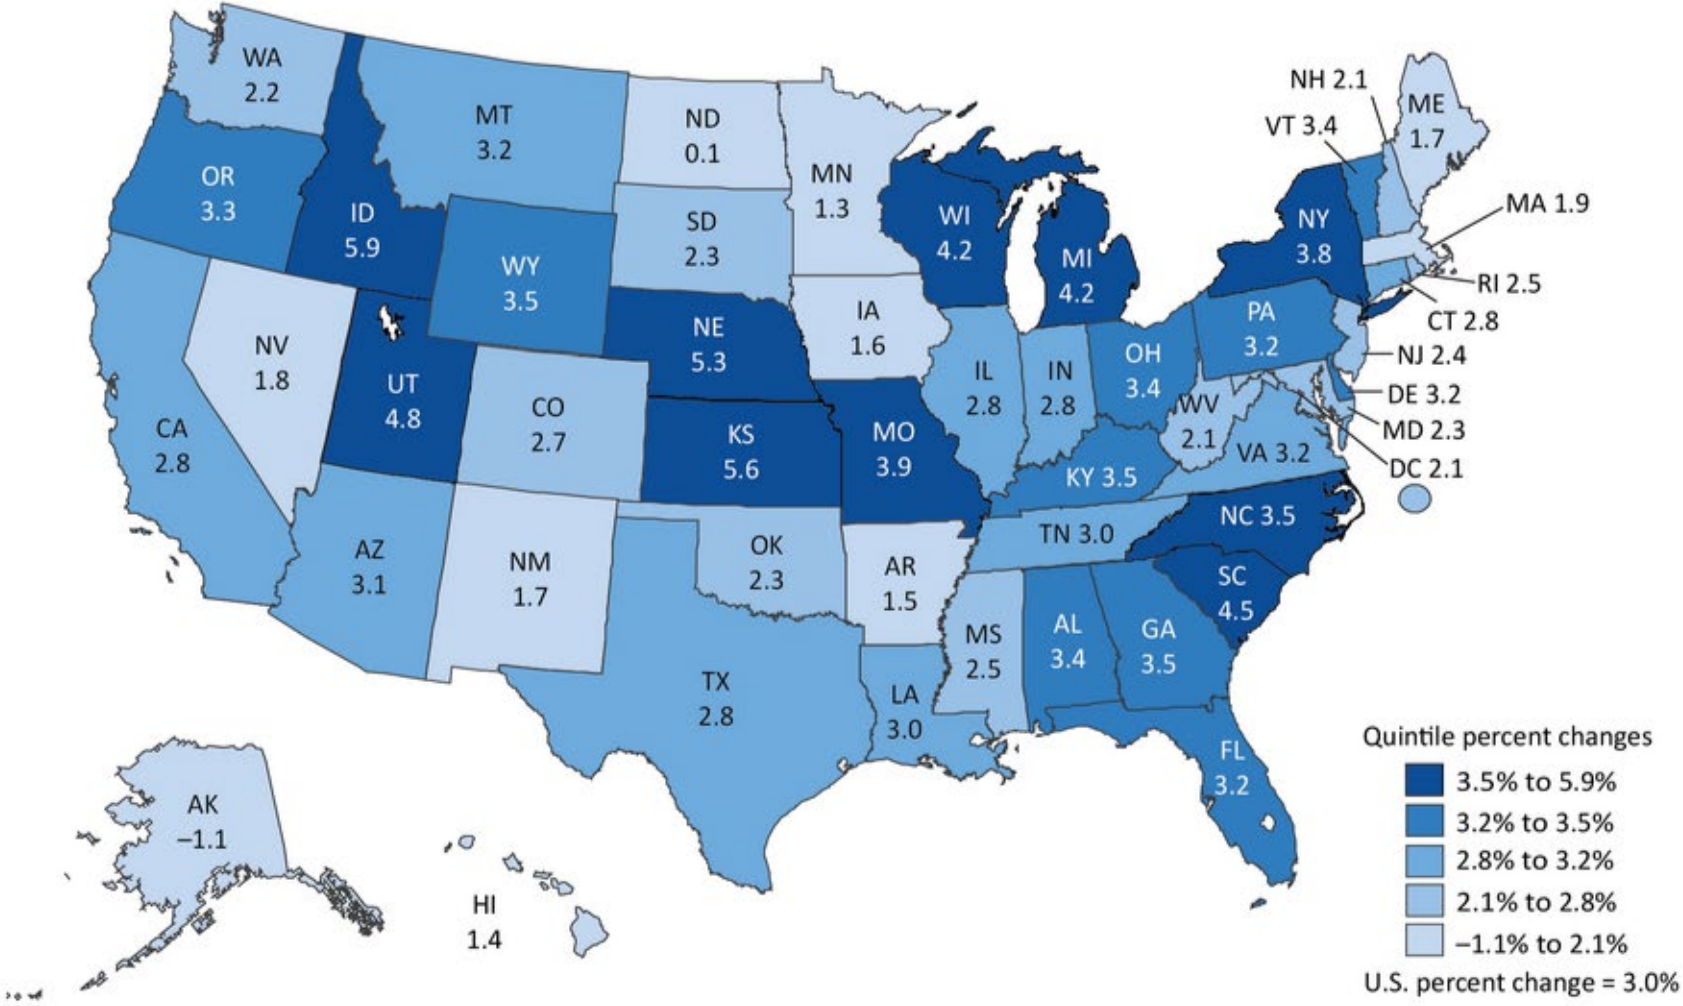 WA
2.2
OR
3.3
CA
2.8
ID
5.9
NV
1.8
MT
3.2
WY
3.5
UT
4.8
AZ
3.1
CO
2.7
NM
1.7
ND
0.1
SD
2.3
NE
5.3
KS
5.6
OK
2.3
TX
2.8
MN
1.3
IA
1.6
MO
3.9
AR
1.5
LA
3.0
WI
4.2
IL
2.8
MI
4.2
IN
2.8
OH
3.4
KY 3.5
TN 3.0
MS
2.5
AL
3.4
GA
3.5
FL
3.2
SC
4.5
NC 3.5
VA 3.2
WV
2.1
PA
3.2
NY
3.8
VT 3.4
NH 2.1
ME
1.7
MA 1.9
RI 2.5
CT 2.8
NJ 2.4
DE 3.2
MD 2.3
DC 2.1
AK
–1.1
HI
1.4
Quintile percent changes
3.5% to 5.9%
3.2% to 3.5%
2.8% to 3.2%
2.1% to 2.8%
–1.1% to 2.1%
U.S. percent change = 3.0%